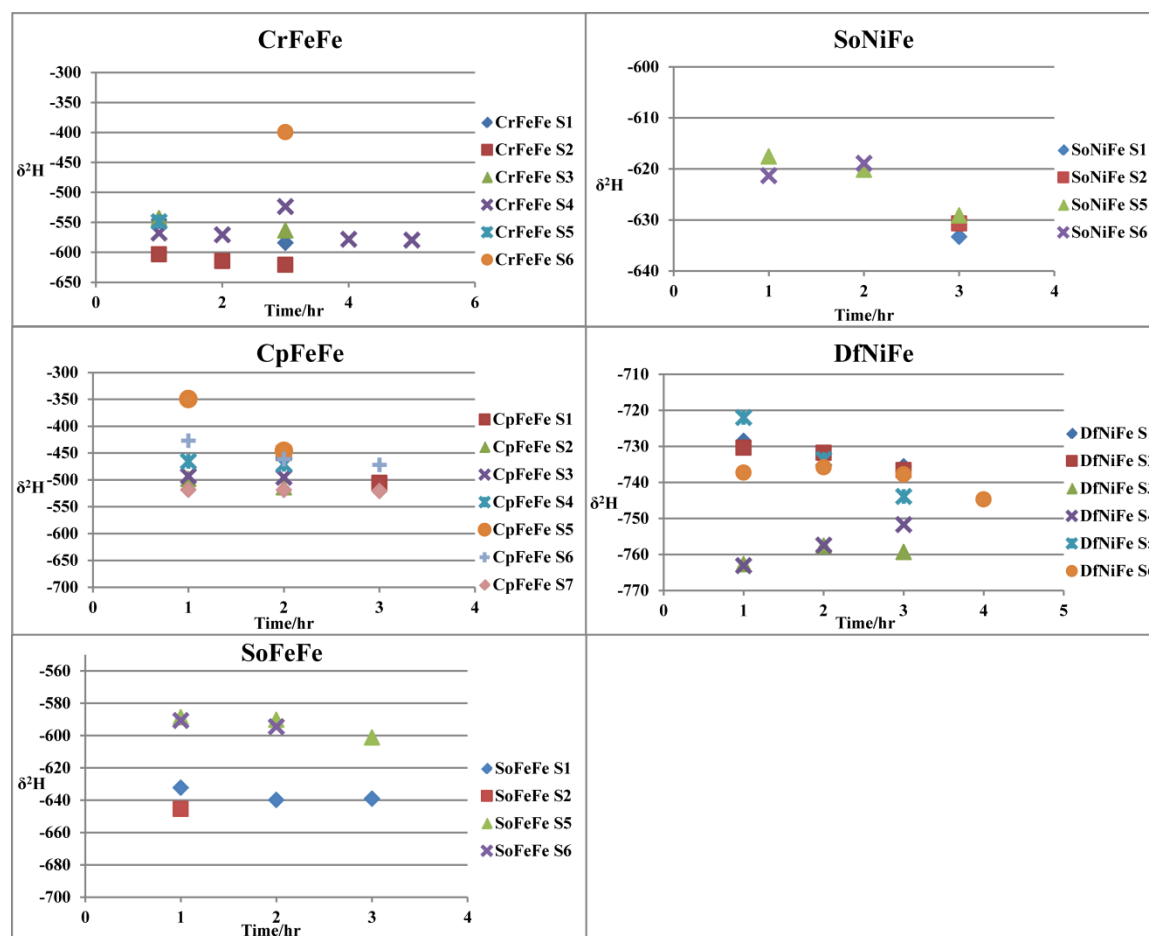 CrFeFe
-300
-350
-400
-450
δ²H
-500
-550
-600
-650
0
2
4
6
Time/hr
CrFeFe S1
CrFeFe S2
CrFeFe S3
CrFeFe S4
CrFeFe S5
CrFeFe S6
SoNiFe
-600
-610
-620
δ²H
-630
-640
0
1
2
3
4
Time/hr
SoNiFe S1
SoNiFe S2
SoNiFe S5
SoNiFe S6
CpFeFe
-300
-350
-400
-450
δ²H
-500
-550
-600
-650
-700
0
1
2
3
4
Time/hr
CpFeFe S1
CpFeFe S2
CpFeFe S3
CpFeFe S4
CpFeFe S5
CpFeFe S6
CpFeFe S7
DfNiFe
-710
-720
-730
-740
δ²H
-750
-760
-770
0
1
2
3
4
5
Time/hr
DfNiFe S
DfNiFe S
DfNiFe S
DfNiFe S
DfNiFe S
DfNiFe S
SoFeFe
-560
-580
-600
-620
δ²H
-640
-660
-680
-700
0
1
2
3
4
Time/hr
SoFeFe S1
SoFeFe S2
SoFeFe S5
SoFeFe S6